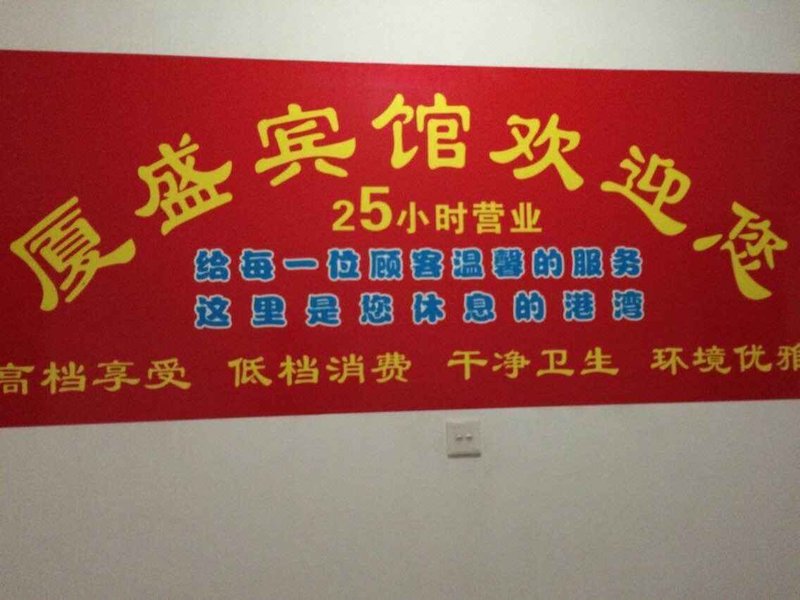 厦盛宾馆欢迎您
25小时营业
给每一位顾客温馨的服务
这里是您休息的港湾
高档享受 低档消费 干净卫生 环境优雅